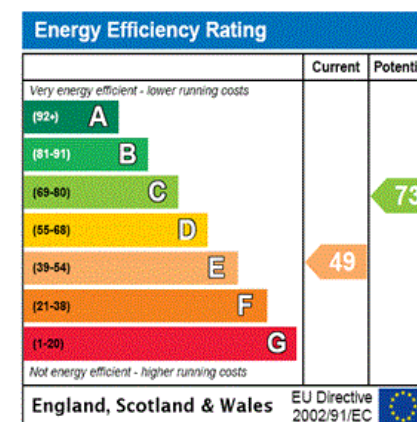 Energy Efficiency Rating
Current Potenti
Very energy efficient - lower running costs
(92+) A
(81-91) B
(69-80) C
73
(55-68) D
(39-54) E
49
(21-38) F
(1-20) G
Not energy efficient - higher running costs
England, Scotland & Wales
EU Directive
2002/91/EC